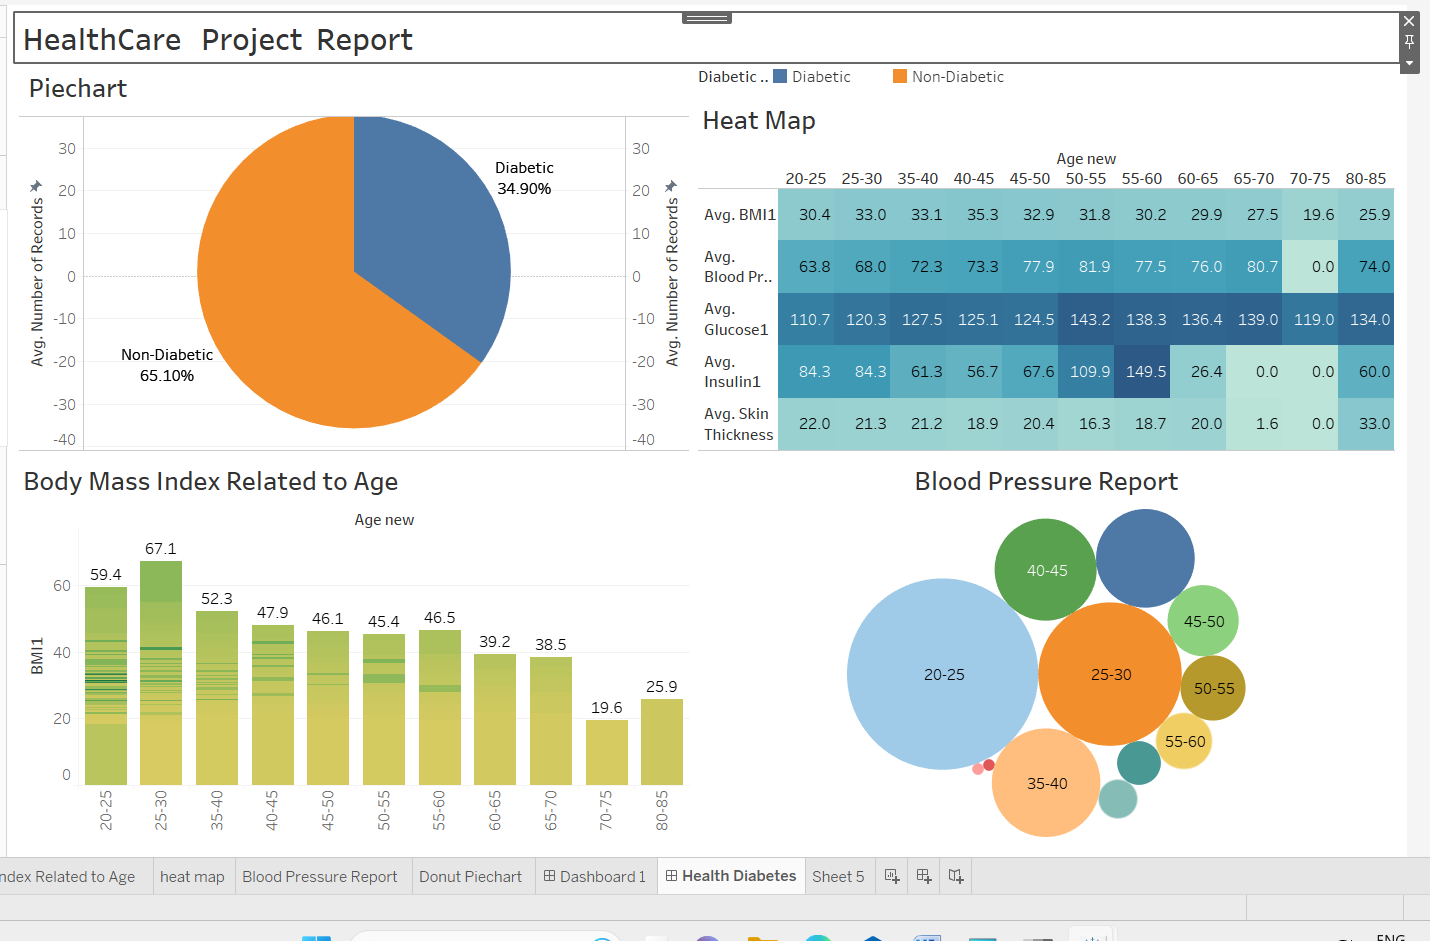 HealthCare Project Report
Piechart
Diabetic .. Diabetic Non-Diabetic
30
20
10
0
-10
-20
-30
-40
Avg. Number of Records
Diabetic
34.90%
Non-Diabetic
65.10%
30
20
10
0
-10
-20
-30
-40
Avg. Number of Records
Heat Map
Age new
20-25 25-30 35-40 40-45 45-50 50-55 55-60 60-65 65-70 70-75 80-85
Avg. BMI1 30.4 33.0 33.1 35.3 32.9 31.8 30.2 29.9 27.5 19.6 25.9
Avg.
Blood Pr.. 63.8 68.0 72.3 73.3 77.9 81.9 77.5 76.0 80.7 0.0 74.0
Avg.
Glucose1 110.7 120.3 127.5 125.1 124.5 143.2 138.3 136.4 139.0 119.0 134.0
Avg.
Insulin1 84.3 84.3 61.3 56.7 67.6 109.9 149.5 26.4 0.0 0.0 60.0
Avg. Skin
Thickness 22.0 21.3 21.2 18.9 20.4 16.3 18.7 20.0 1.6 0.0 33.0
Body Mass Index Related to Age
Age new
BMI1
60
40
20
0
59.4 67.1 52.3 47.9 46.1 45.4 46.5 39.2 38.5 19.6 25.9
20-25 25-30 35-40 40-45 45-50 50-55 55-60 60-65 65-70 70-75 80-85
Blood Pressure Report
40-45
45-50
20-25
25-30
50-55
55-60
35-40
ndex Related to Age heat map Blood Pressure Report Donut Piechart Dashboard 1 Health Diabetes Sheet 5
ENG